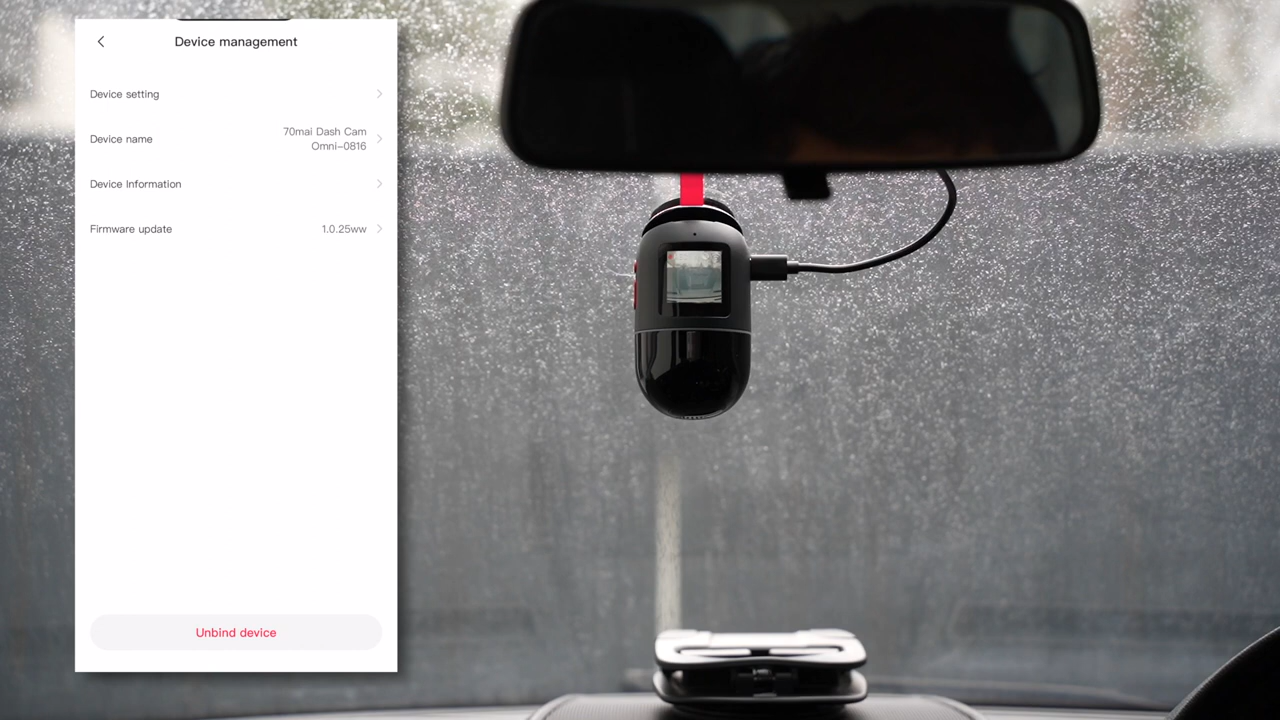 Device management
Device setting
Device name
70mai Dash Cam
Omni-0816
Device Information
Firmware update
1.0.25ww
Unbind device